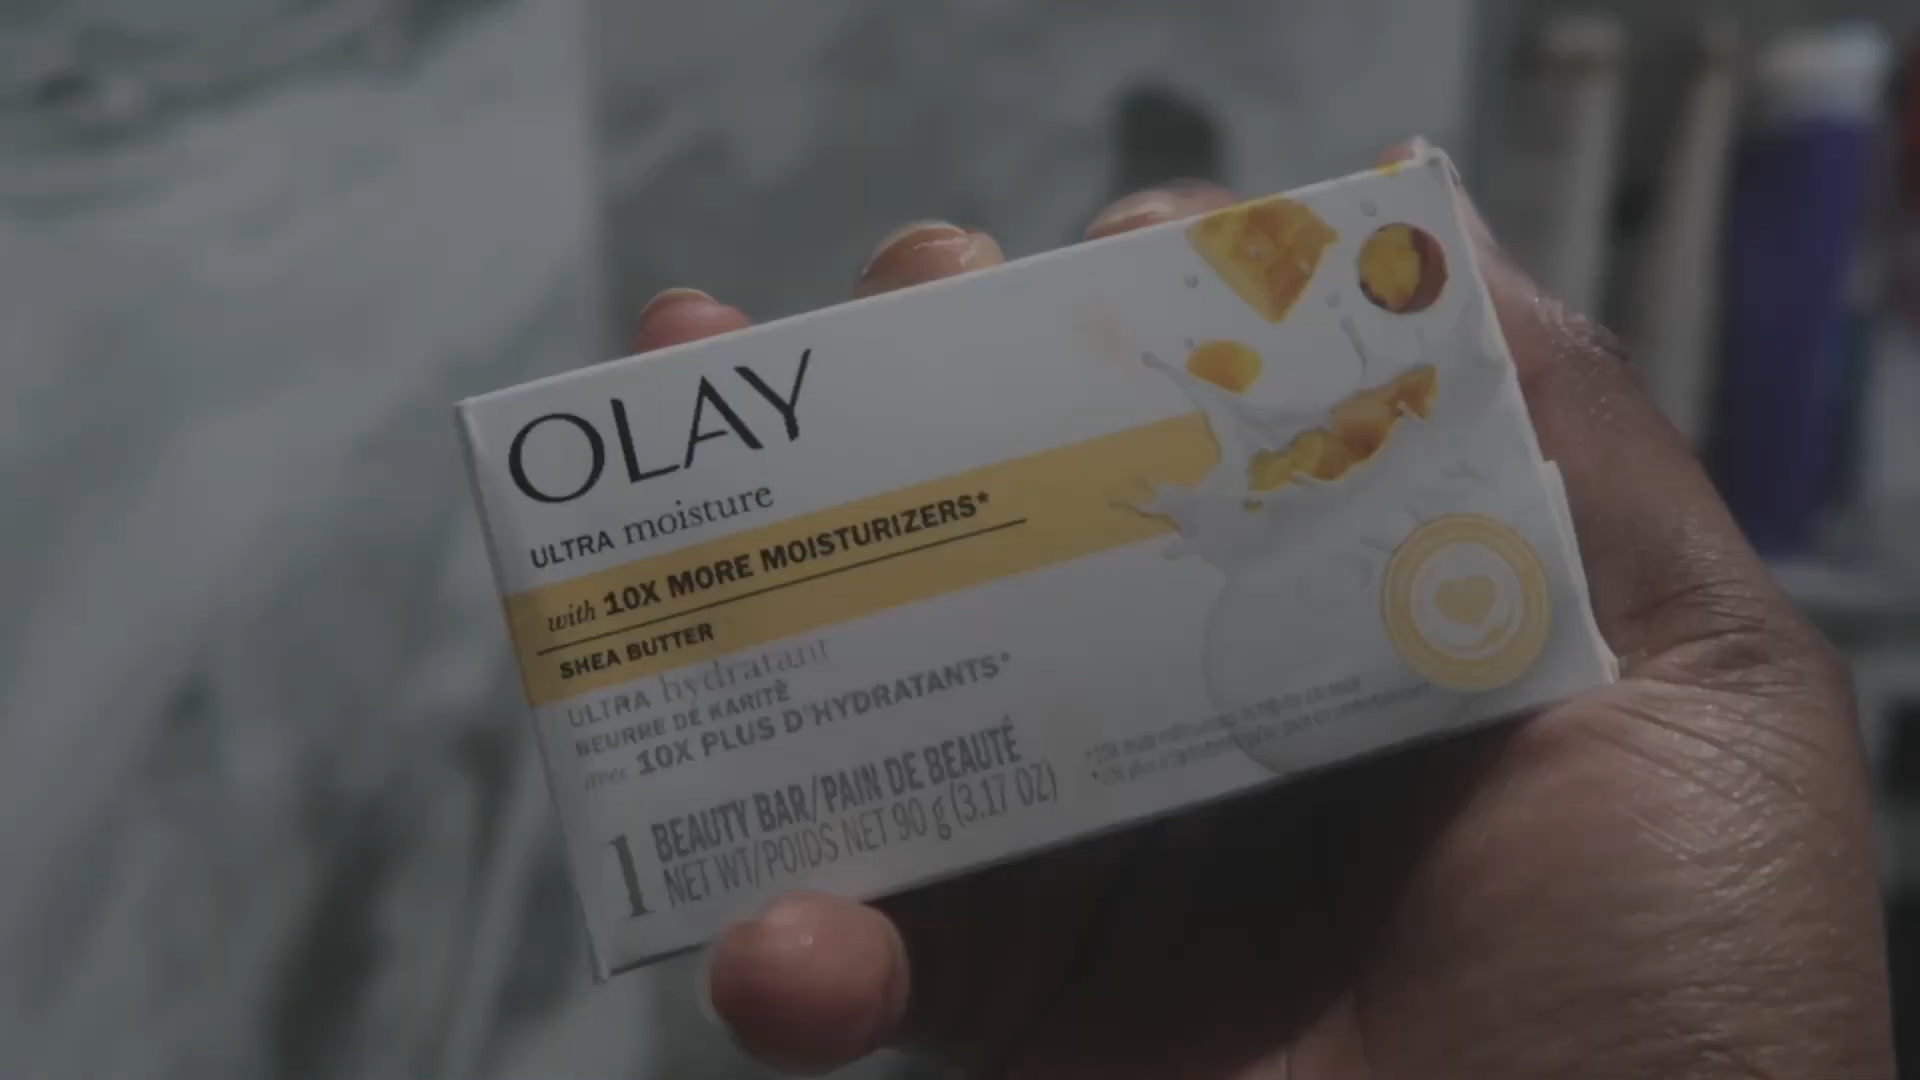 OLAY
ULTRA moisture
with 10X MORE MOISTURIZERS*
SHEA BUTTER
ULTRA hydratant
BEURRE DE KARITÉ
avec 10X PLUS D'HYDRATANTS*
1 BEAUTY BAR/PAIN DE BEAUTÉ
NET WT/POIDS NET 90 g (3.17 OZ)